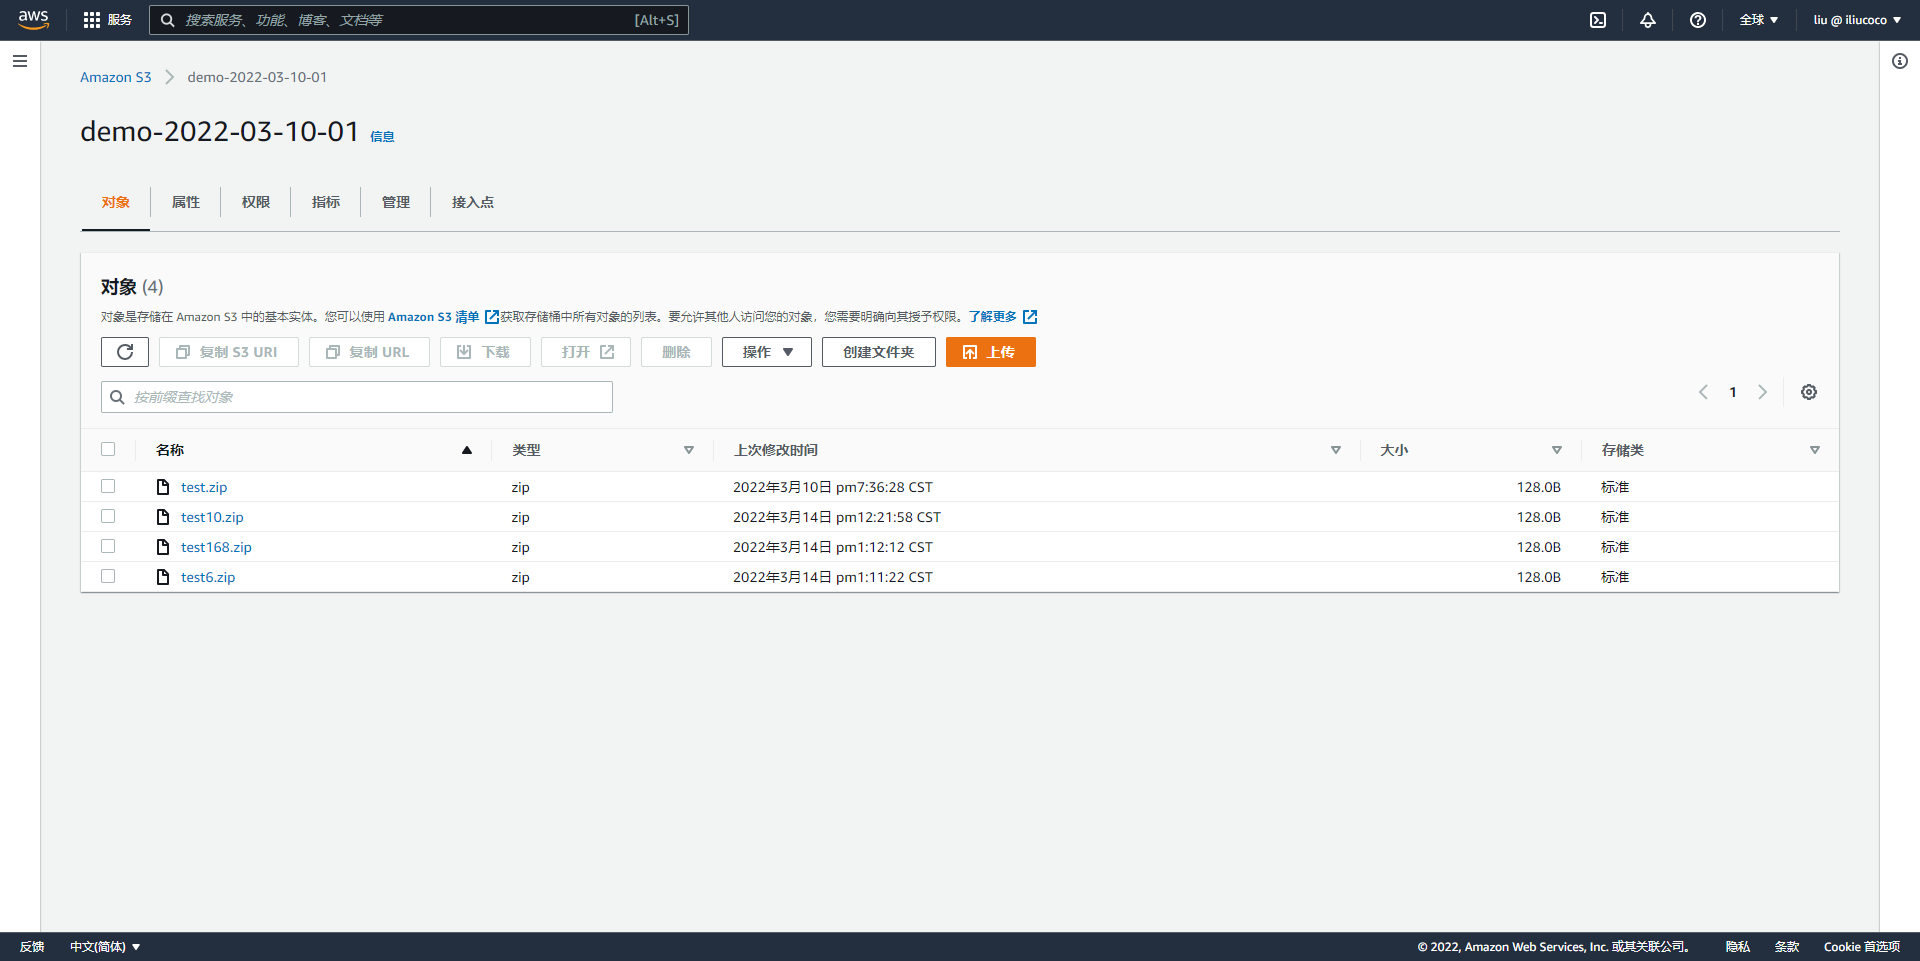 aws 服务 搜索服务、功能、博客、文档等 [Alt+S] 全球 liu @ iliucoco
Amazon S3 demo-2022-03-10-01
demo-2022-03-10-01 信息
对象 属性 权限 指标 管理 接入点
对象 (4)
对象是存储在 Amazon S3 中的基本实体。您可以使用 Amazon S3 清单 获取存储桶中所有对象的列表。要允许其他人访问您的对象，您需要明确向其授予权限。了解更多
复制 S3 URI 复制 URL 下载 打开 删除 操作 创建文件夹 上传
按前缀查找对象 1
名称 类型 上次修改时间 大小 存储类
test.zip zip 2022年3月10日 pm7:36:28 CST 128.0B 标准
test10.zip zip 2022年3月14日 pm12:21:58 CST 128.0B 标准
test168.zip zip 2022年3月14日 pm1:12:12 CST 128.0B 标准
test6.zip zip 2022年3月14日 pm1:11:22 CST 128.0B 标准
反馈 中文(简体) © 2022, Amazon Web Services, Inc. 或其关联公司。 隐私 条款 Cookie 首选项